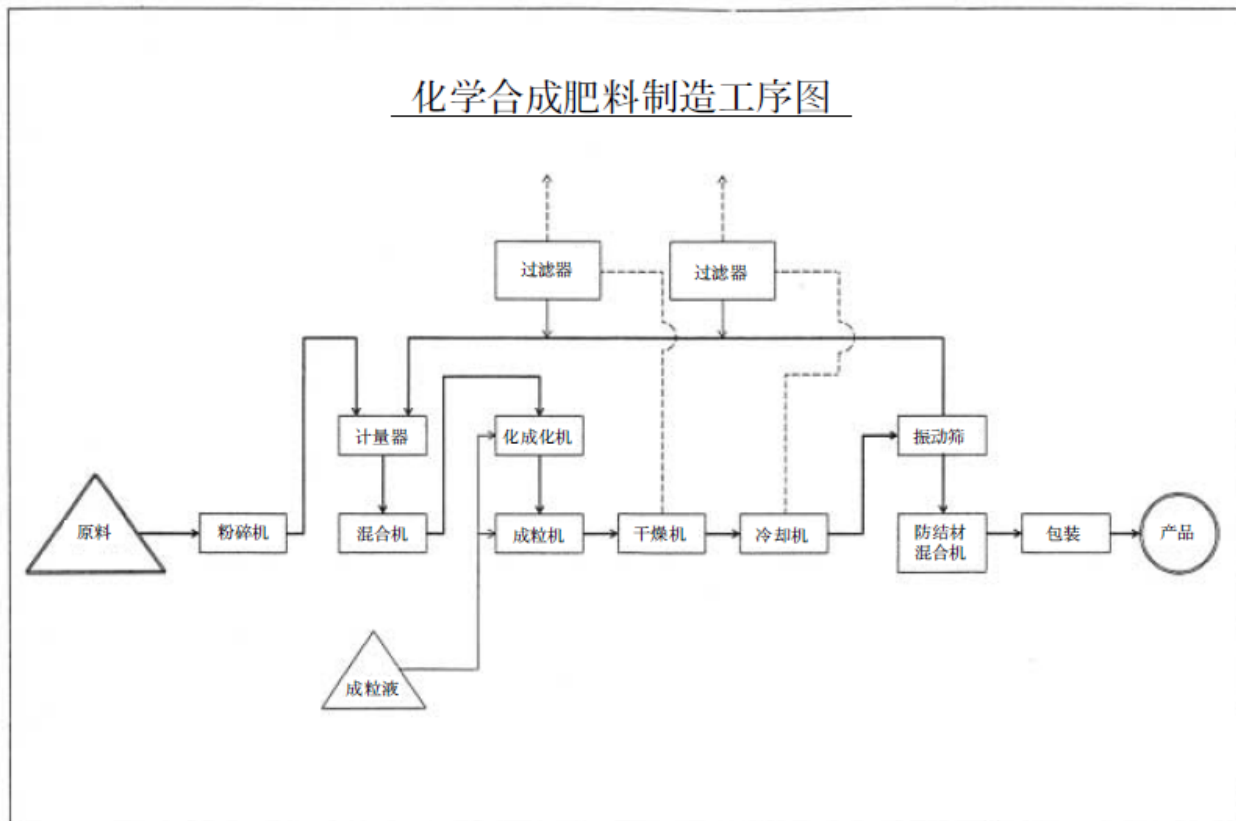 化学合成肥料制造工序图
过滤器
过滤器
计量器
化成化机
振动筛
原料
粉碎机
混合机
成粒机
干燥机
冷却机
防结材
混合机
包装
产品
成粒液